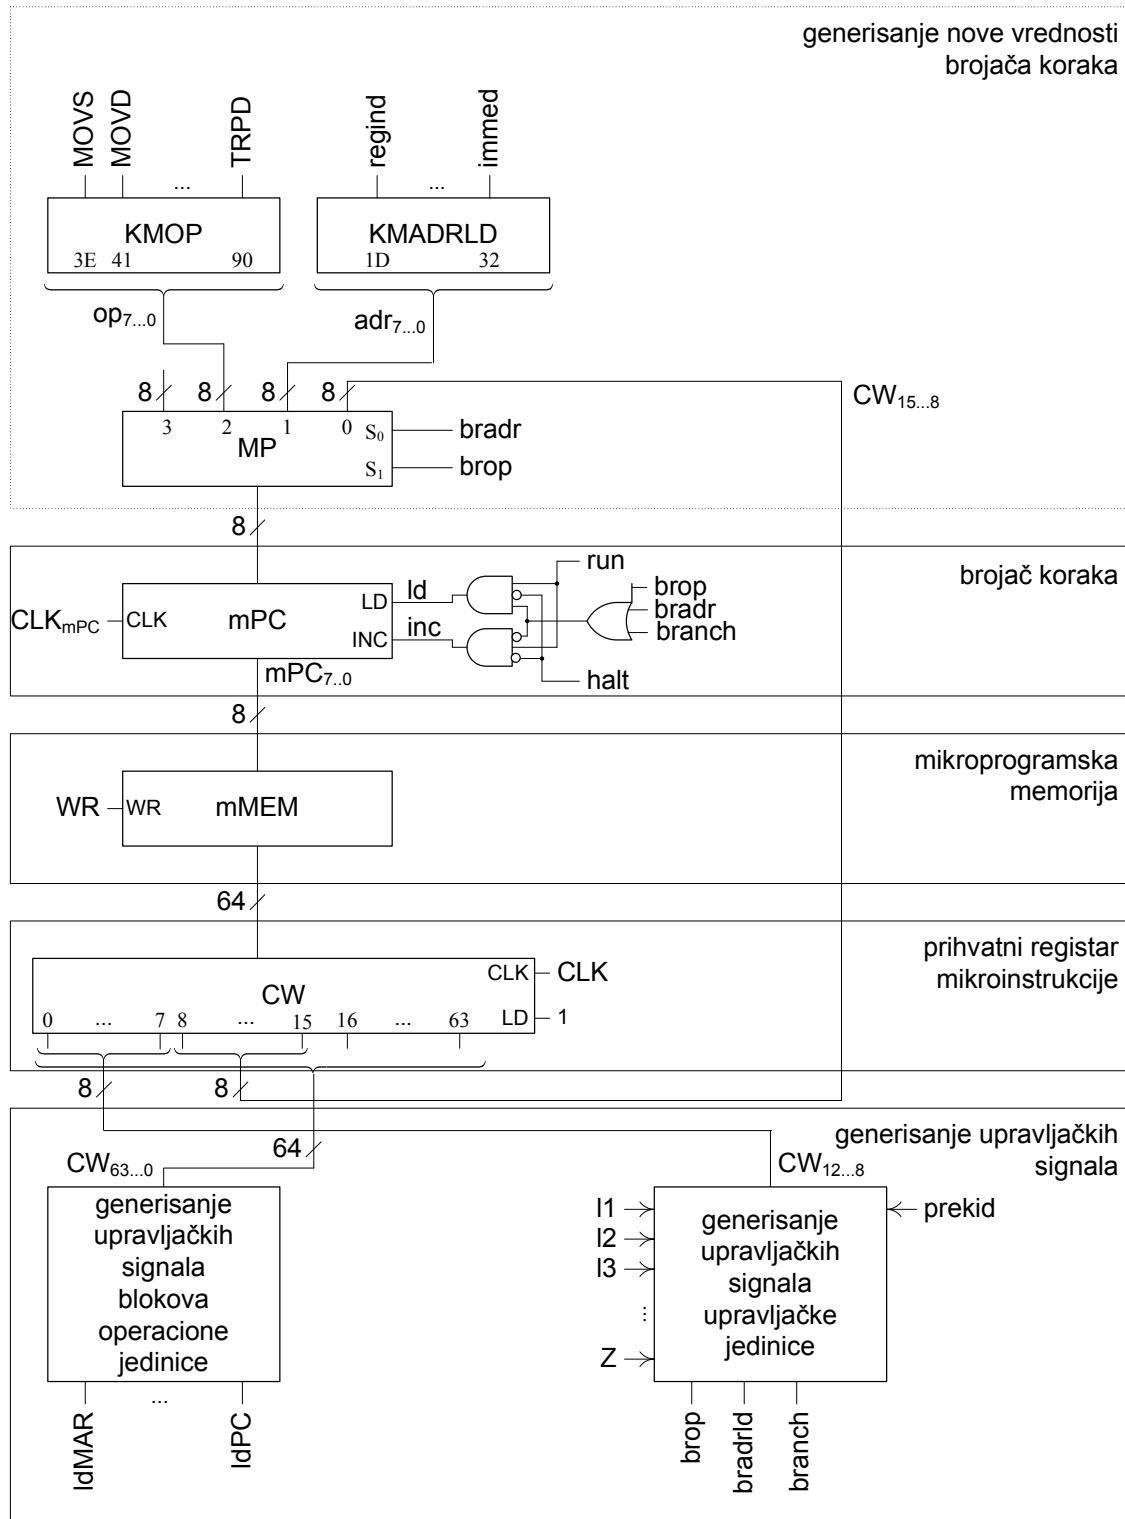 generisanje nove vrednosti
brojača koraka
MOVS
MOVD
...
TRPD
regind
...
immed
KMOP
3E 41 90
KMADRLD
1D 32
op7...0
adr7...0
8 8 8 8
CW15...8
3 2 1 0 S0
bradr
MP
S1
brop
8
brojač koraka
run
CLKmPC
CLK
mPC
LD
ld
INC
inc
brop
bradr
branch
halt
mPC7..0
8
mikroprogramska
memorija
WR
WR
mMEM
64
prihvatni registar
mikroinstrukcije
CLK
CLK
CW
0 ... 7 8 ... 15 16 ... 63
LD
1
8 8
generisanje upravljačkih
signala
64
CW63...0
CW12...8
generisanje
upravljačkih
signala
blokova
operacione
jedinice
ldMAR
...
ldPC
l1
l2
l3
...
Z
generisanje
upravljačkih
signala
upravljačke
jedinice
prekid
brop
bradrld
branch